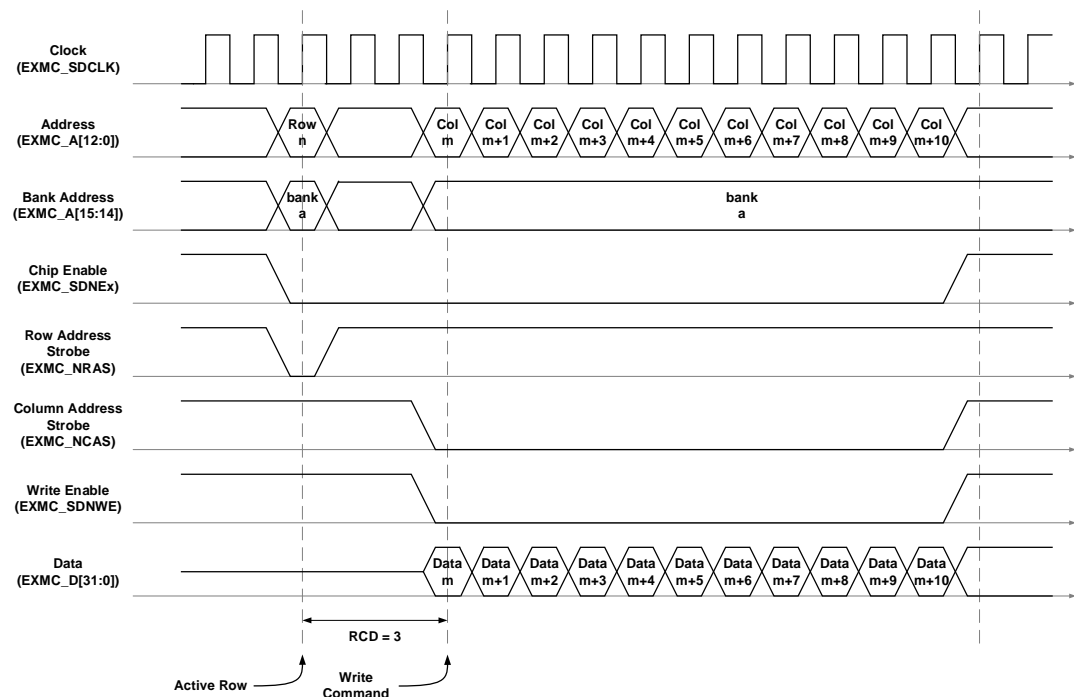 Clock
(EXMC_SDCLK)
Address
(EXMC_A[12:0])
Row
n
Col
m
Col
m+1
Col
m+2
Col
m+3
Col
m+4
Col
m+5
Col
m+6
Col
m+7
Col
m+8
Col
m+9
Col
m+10
Bank Address
(EXMC_A[15:14])
bank
a
bank
a
Chip Enable
(EXMC_SDNEx)
Row Address
Strobe
(EXMC_NRAS)
Column Address
Strobe
(EXMC_NCAS)
Write Enable
(EXMC_SDNWE)
Data
(EXMC_D[31:0])
Data
m
Data
m+1
Data
m+2
Data
m+3
Data
m+4
Data
m+5
Data
m+6
Data
m+7
Data
m+8
Data
m+9
Data
m+10
RCD = 3
Active Row
Write
Command